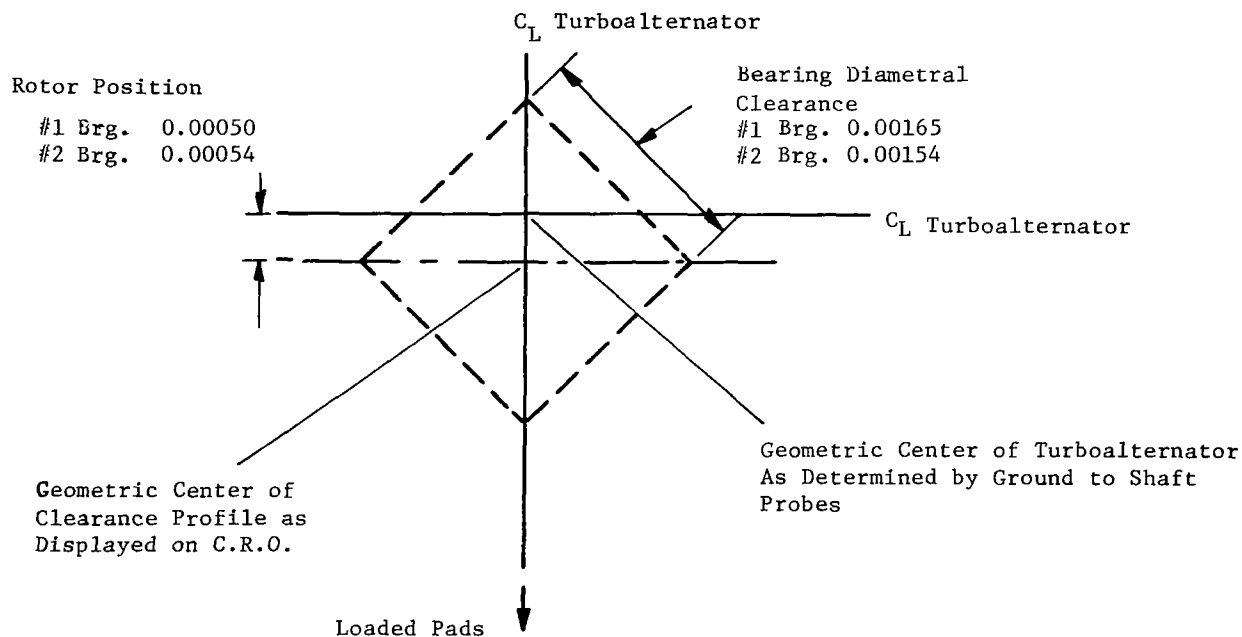 C_L Turboalternator
Rotor Position
#1 Brg. 0.00050
#2 Brg. 0.00054
Bearing Diametral
Clearance
#1 Brg. 0.00165
#2 Brg. 0.00154
C_L Turboalternator
Geometric Center of
Clearance Profile as
Displayed on C.R.O.
Geometric Center of Turboalternator
As Determined by Ground to Shaft
Probes
Loaded Pads